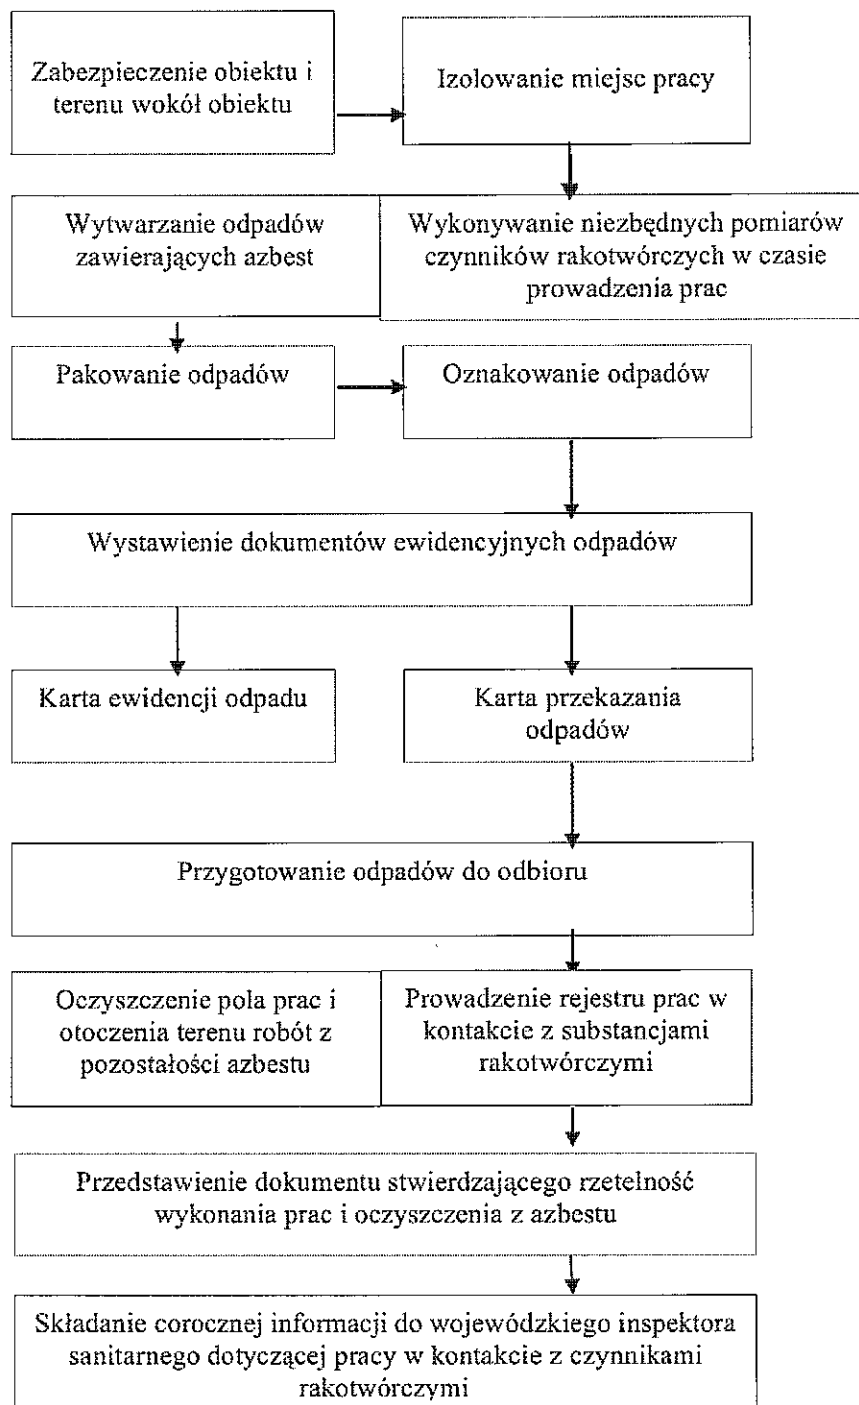 Zabezpieczenie obiektu i
terenu wokół obiektu
Izolowanie miejsc pracy
Wytwarzanie odpadów
zawierających azbest
Wykonywanie niezbędnych pomiarów
czynników rakotwórczych w czasie
prowadzenia prac
Pakowanie odpadów
Oznakowanie odpadów
Wystawienie dokumentów ewidencyjnych odpadów
Karta ewidencji odpadu
Karta przekazania
odpadów
Przygotowanie odpadów do odbioru
Oczyszczenie pola prac i
otoczenia terenu robót z
pozostałości azbestu
Prowadzenie rejestru prac w
kontakcie z substancjami
rakotwórczymi
Przedstawienie dokumentu stwierdzającego rzetelność
wykonania prac i oczyszczenia z azbestu
Składanie corocznej informacji do wojewódzkiego inspektora
sanitarnego dotyczącej pracy w kontakcie z czynnikami
rakotwórczymi